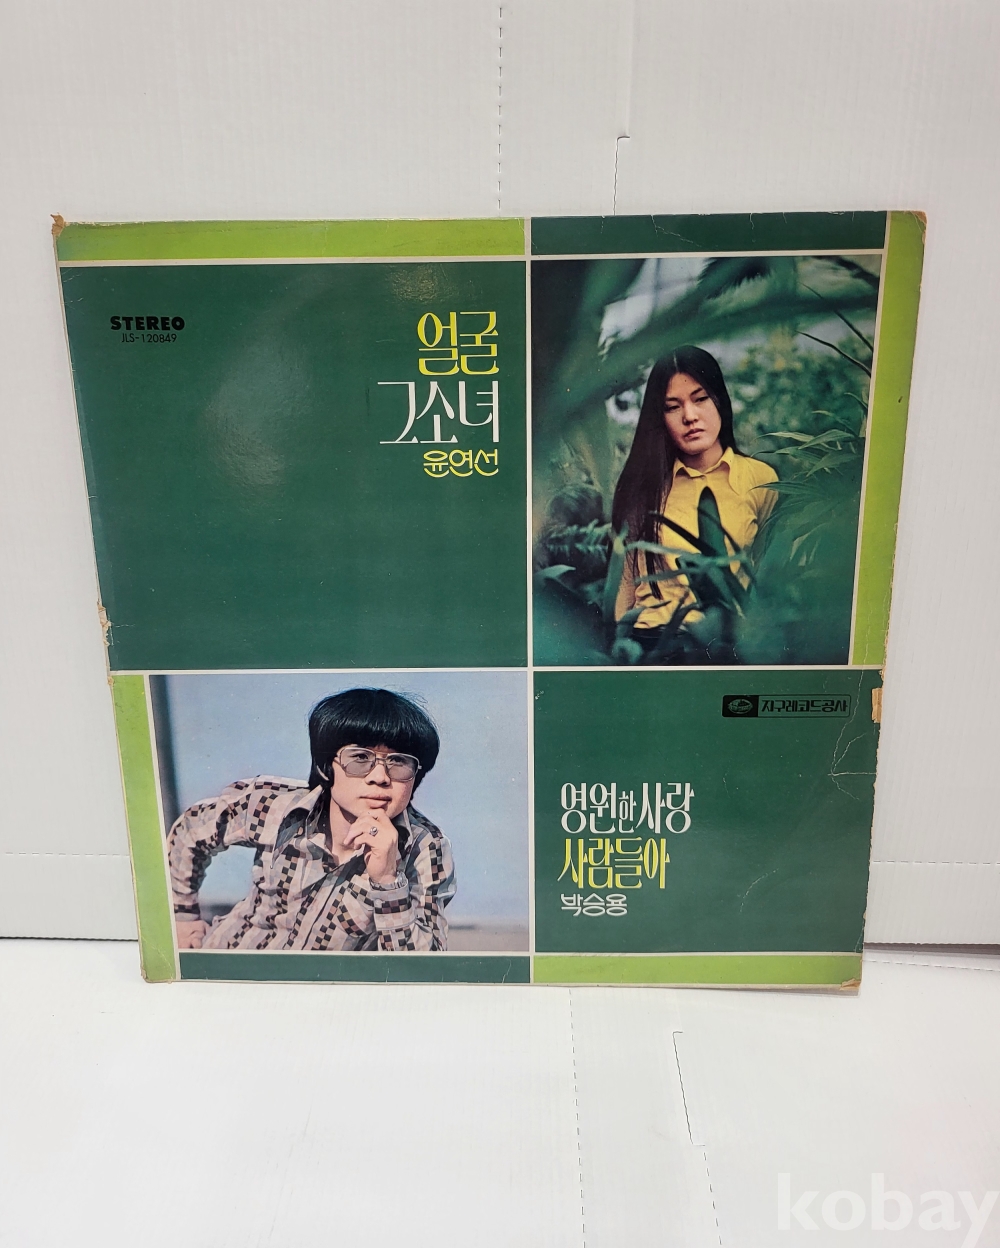 STEREO
JLS-120849
얼굴
그소녀
윤연선
지구레코드공사
영원한사랑
사람들아
박승용
kobay